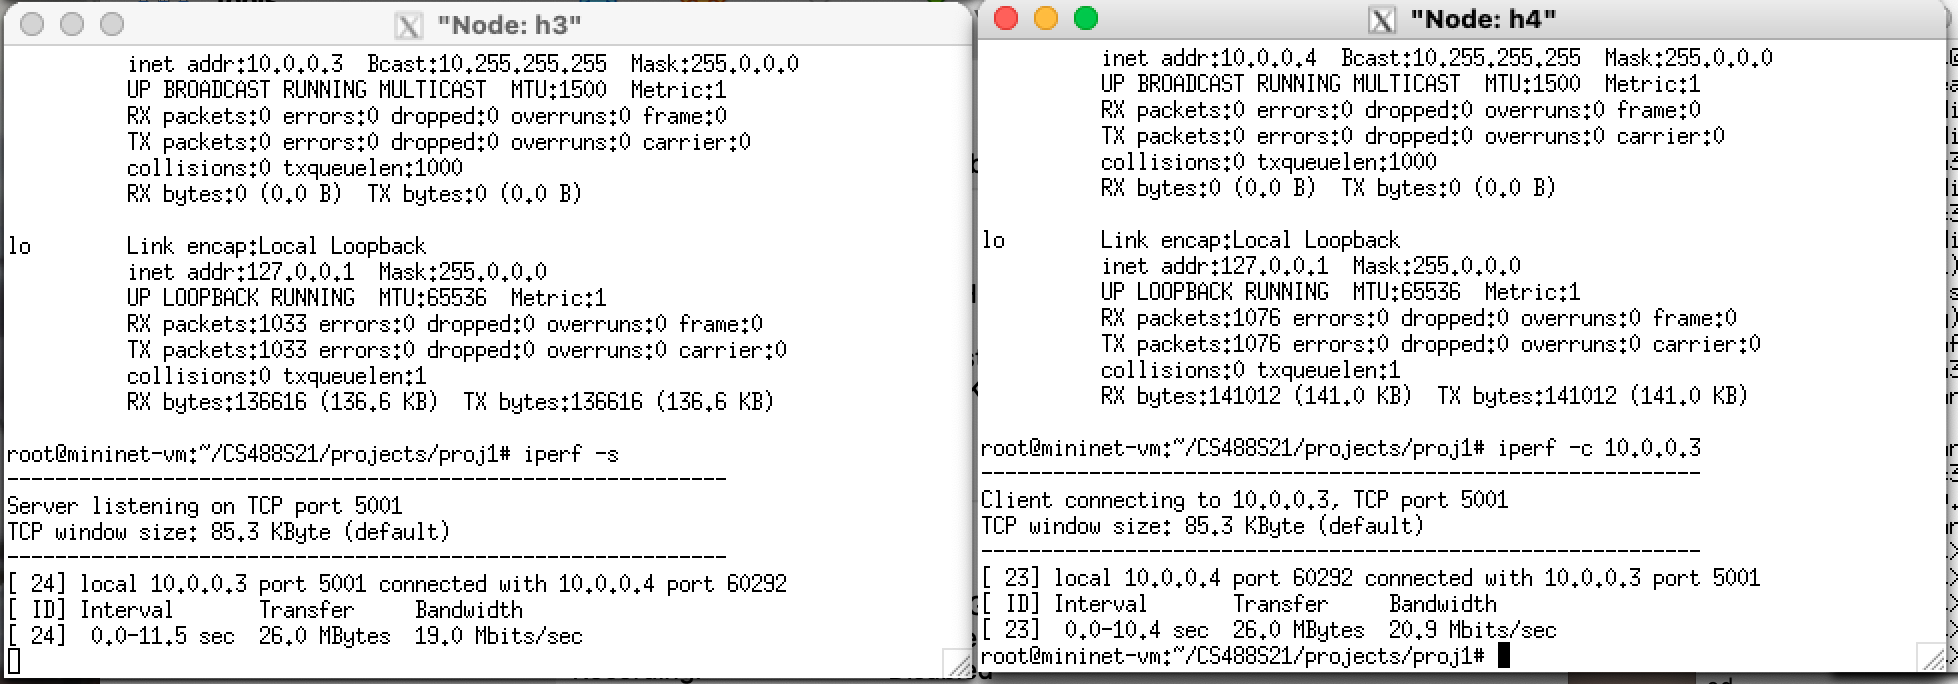 "Node: h3"
inet addr:10.0.0.3  Bcast:10.255.255.255  Mask:255.0.0.0
UP BROADCAST RUNNING MULTICAST  MTU:1500  Metric:1
RX packets:0 errors:0 dropped:0 overruns:0 frame:0
TX packets:0 errors:0 dropped:0 overruns:0 carrier:0
collisions:0 txqueuelen:1000
RX bytes:0 (0.0 B)  TX bytes:0 (0.0 B)
lo        Link encap:Local Loopback
inet addr:127.0.0.1  Mask:255.0.0.0
UP LOOPBACK RUNNING  MTU:65536  Metric:1
RX packets:1033 errors:0 dropped:0 overruns:0 frame:0
TX packets:1033 errors:0 dropped:0 overruns:0 carrier:0
collisions:0 txqueuelen:1
RX bytes:136616 (136.6 KB)  TX bytes:136616 (136.6 KB)
root@mininet-vm:~/CS488S21/projects/proj1# iperf -s
------------------------------------------------------------
Server listening on TCP port 5001
TCP window size: 85.3 KByte (default)
------------------------------------------------------------
[ 24] local 10.0.0.3 port 5001 connected with 10.0.0.4 port 60292
[ ID] Interval       Transfer     Bandwidth
[ 24]  0.0-11.5 sec  26.0 MBytes  19.0 Mbits/sec
"Node: h4"
inet addr:10.0.0.4  Bcast:10.255.255.255  Mask:255.0.0.0
UP BROADCAST RUNNING MULTICAST  MTU:1500  Metric:1
RX packets:0 errors:0 dropped:0 overruns:0 frame:0
TX packets:0 errors:0 dropped:0 overruns:0 carrier:0
collisions:0 txqueuelen:1000
RX bytes:0 (0.0 B)  TX bytes:0 (0.0 B)
lo        Link encap:Local Loopback
inet addr:127.0.0.1  Mask:255.0.0.0
UP LOOPBACK RUNNING  MTU:65536  Metric:1
RX packets:1076 errors:0 dropped:0 overruns:0 frame:0
TX packets:1076 errors:0 dropped:0 overruns:0 carrier:0
collisions:0 txqueuelen:1
RX bytes:141012 (141.0 KB)  TX bytes:141012 (141.0 KB)
root@mininet-vm:~/CS488S21/projects/proj1# iperf -c 10.0.0.3
------------------------------------------------------------
Client connecting to 10.0.0.3, TCP port 5001
TCP window size: 85.3 KByte (default)
------------------------------------------------------------
[ 23] local 10.0.0.4 port 60292 connected with 10.0.0.3 port 5001
[ ID] Interval       Transfer     Bandwidth
[ 23]  0.0-10.4 sec  26.0 MBytes  20.9 Mbits/sec
root@mininet-vm:~/CS488S21/projects/proj1#